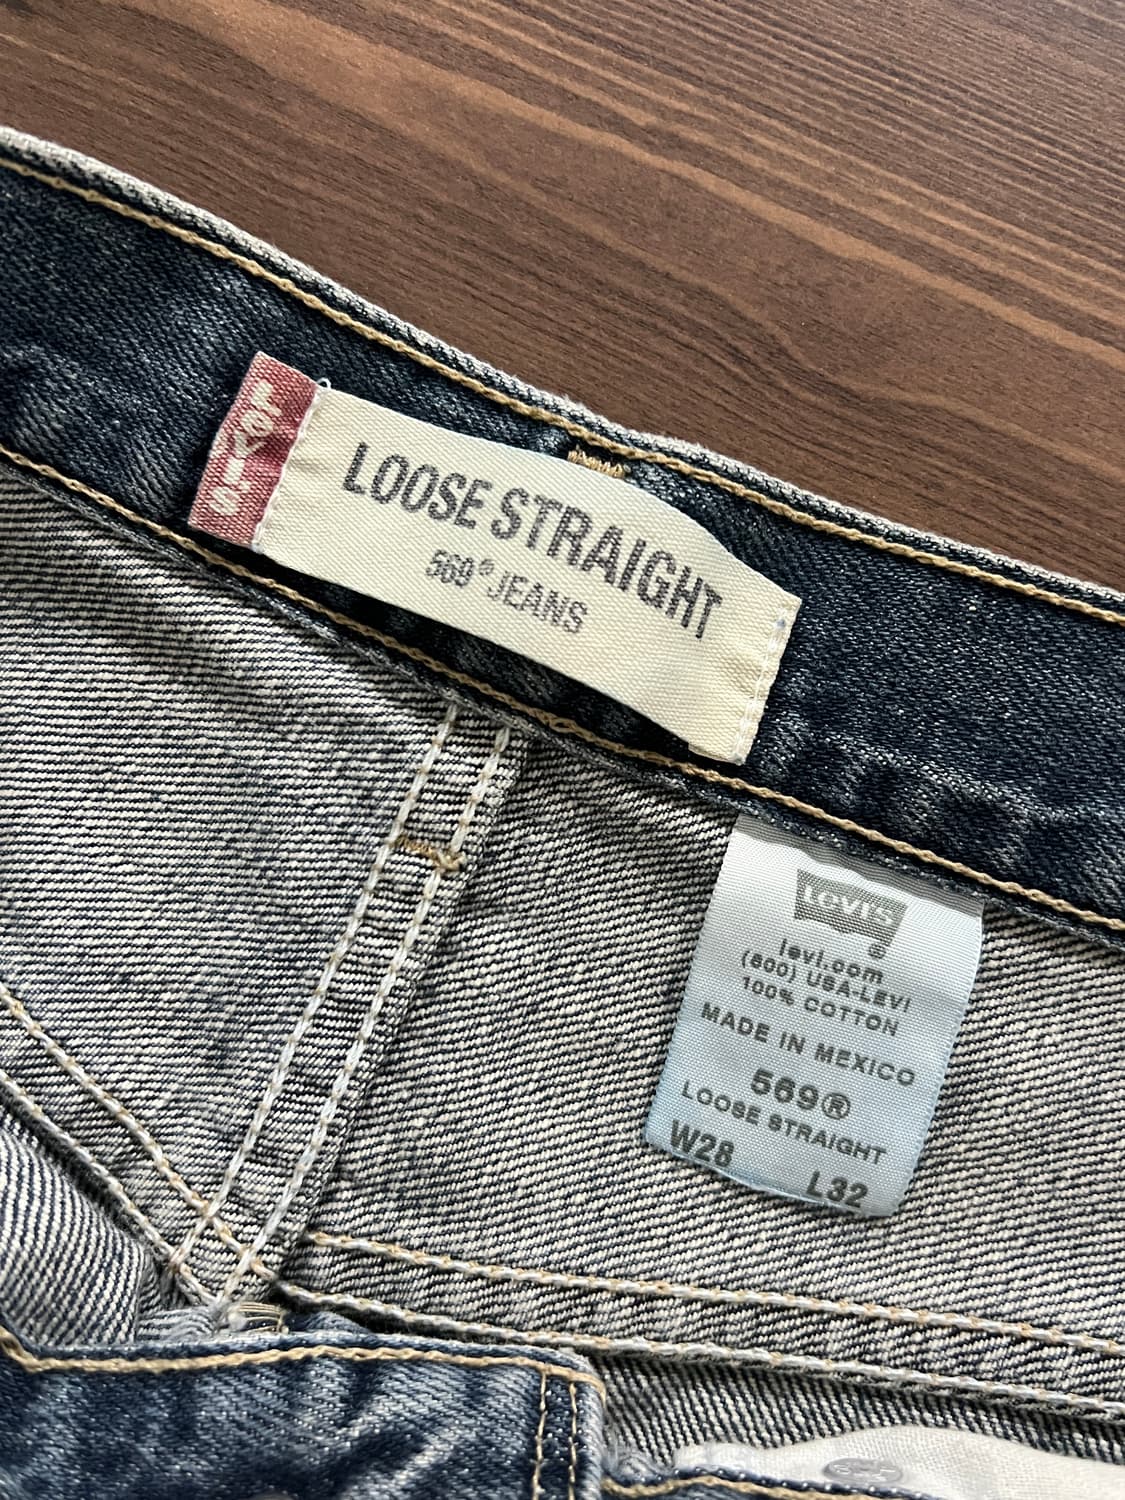 Levi's
LOOSE STRAIGHT
569® JEANS
Levi's
levi.com
(800) USA-LEVI
100% COTTON
MADE IN MEXICO
569®
LOOSE STRAIGHT
W28 L32